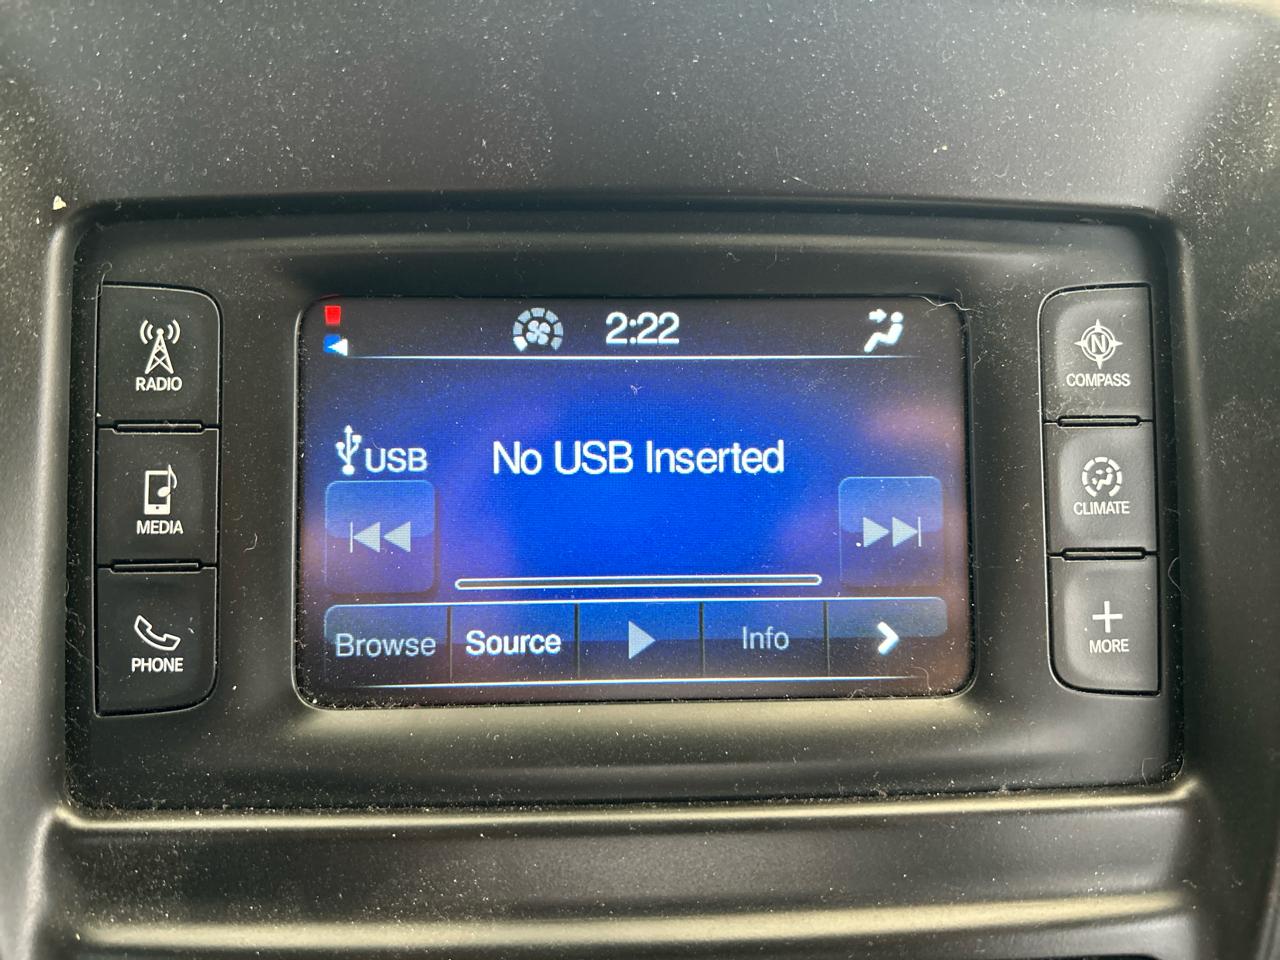 2:22
RADIO
MEDIA
PHONE
USB
No USB Inserted
Browse
Source
Info
N
COMPASS
CLIMATE
MORE